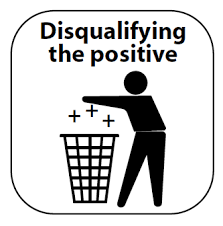 Disqualifying
the positive
+ + +